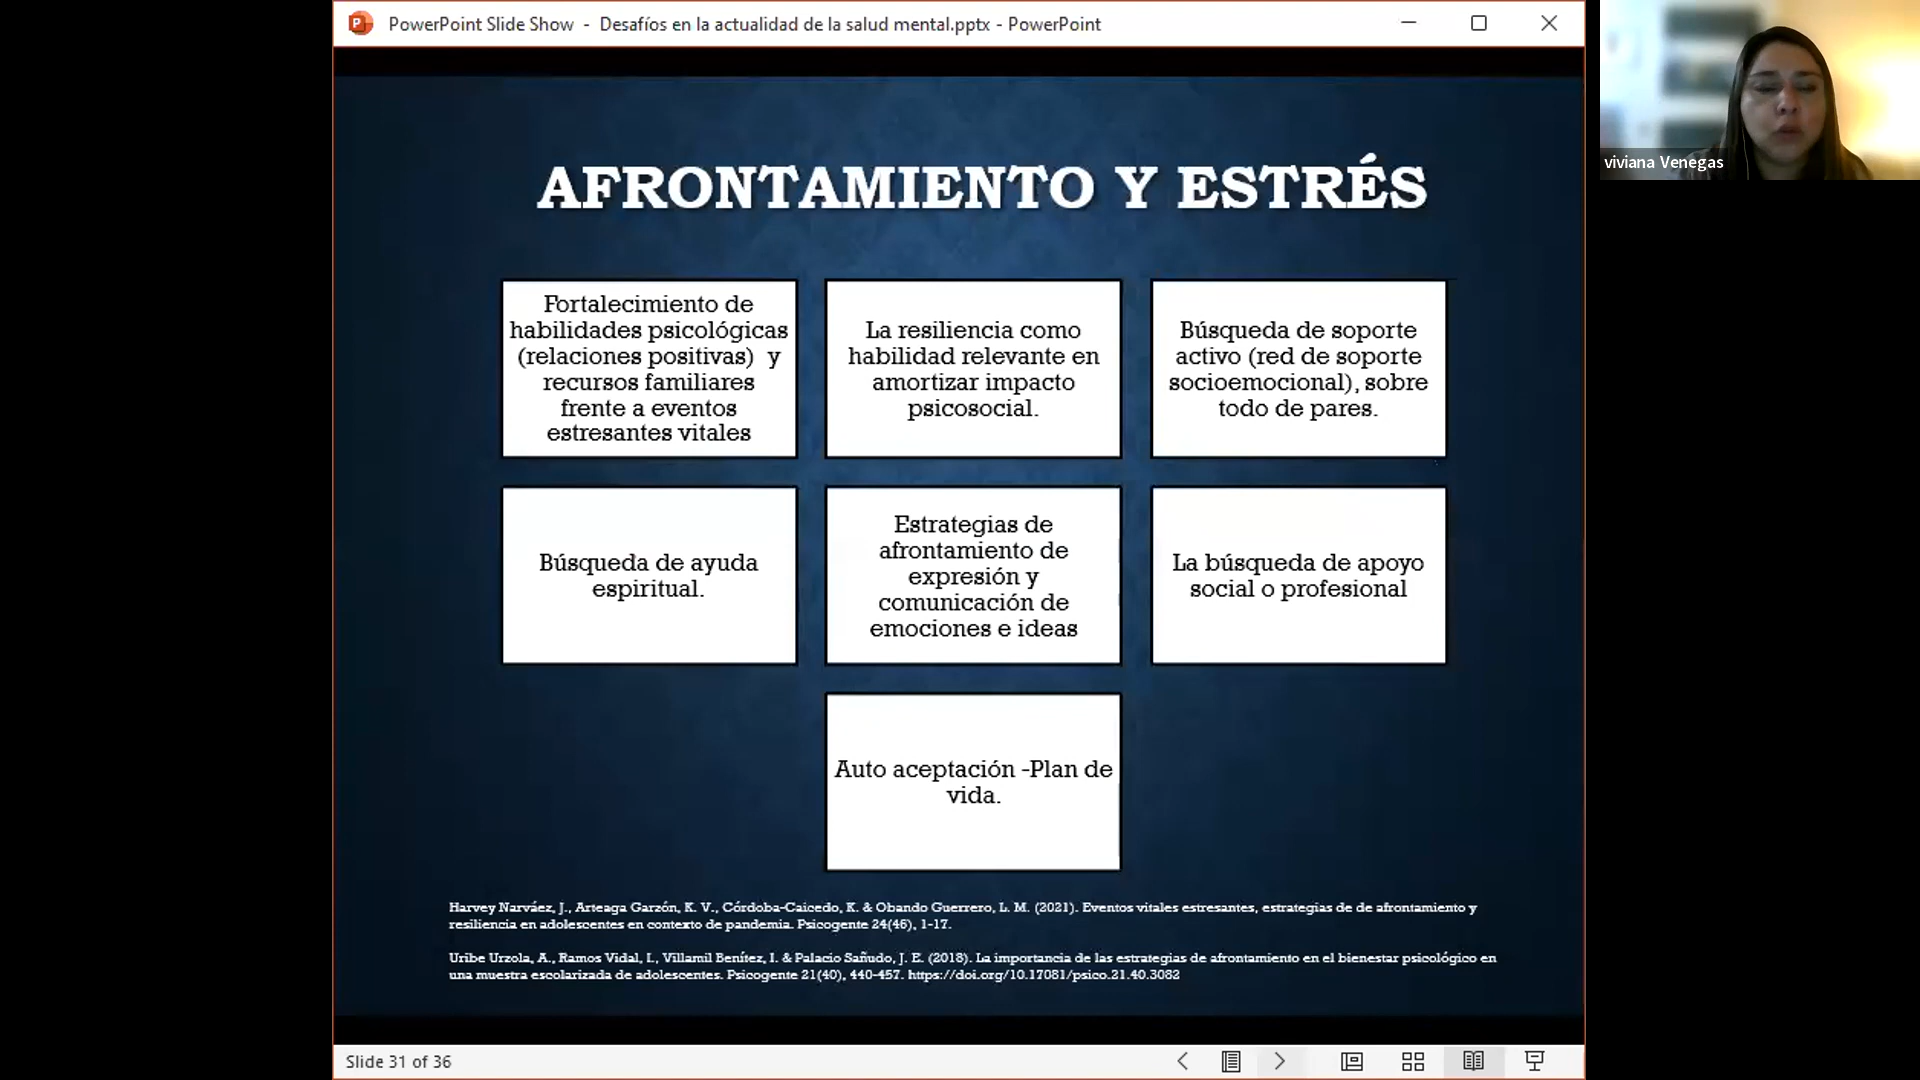 PowerPoint Slide Show - Desafíos en la actualidad de la salud mental.pptx - PowerPoint
viviana Venegas
AFRONTAMIENTO Y ESTRÉS
Fortalecimiento de
habilidades psicológicas
(relaciones positivas) y
recursos familiares
frente a eventos
estresantes vitales
La resiliencia como
habilidad relevante en
amortizar impacto
psicosocial.
Búsqueda de soporte
activo (red de soporte
socioemocional), sobre
todo de pares.
Búsqueda de ayuda
espiritual.
Estrategias de
afrontamiento de
expresión y
comunicación de
emociones e ideas
La búsqueda de apoyo
social o profesional
Auto aceptación -Plan de
vida.
Harvey Narváez, J., Arteaga Garzón, K. V., Córdoba-Caicedo, K. & Obando Guerrero, L. M. (2021). Eventos vitales estresantes, estrategias de de afrontamiento y
resiliencia en adolescentes en contexto de pandemia. Psicogente 24(46), 1-17.
Uribe Urzola, A., Ramos Vidal, I., Villamil Benítez, I. & Palacio Sañudo, J. E. (2018). La importancia de las estrategias de afrontamiento en el bienestar psicológico en
una muestra escolarizada de adolescentes. Psicogente 21(40), 440-457. https://doi.org/10.17081/psico.21.40.3082
Slide 31 of 36